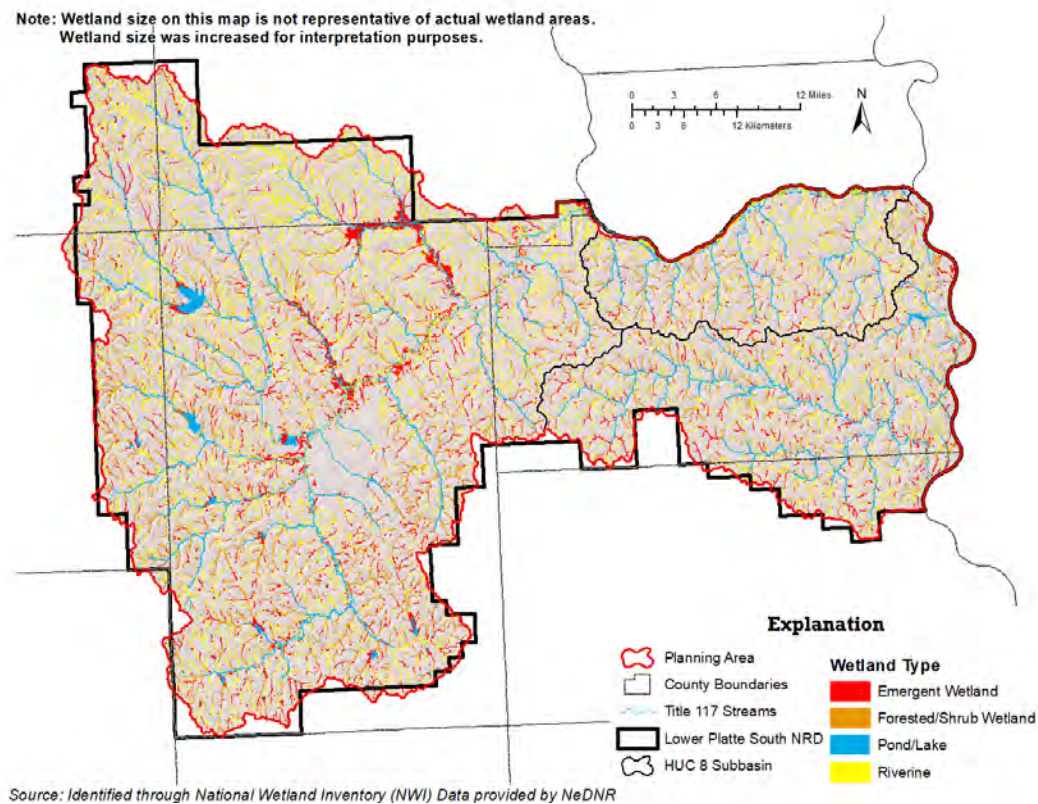 Note: Wetland size on this map is not representative of actual wetland areas.
Wetland size was increased for interpretation purposes.
0 3 6 12 Miles
0 3 6 12 Kilometers
N
Explanation
Planning Area
County Boundaries
Title 117 Streams
Lower Platte South NRD
HUC 8 Subbasin
Wetland Type
Emergent Wetland
Forested/Shrub Wetland
Pond/Lake
Riverine
Source: Identified through National Wetland Inventory (NWI) Data provided by NeDNR